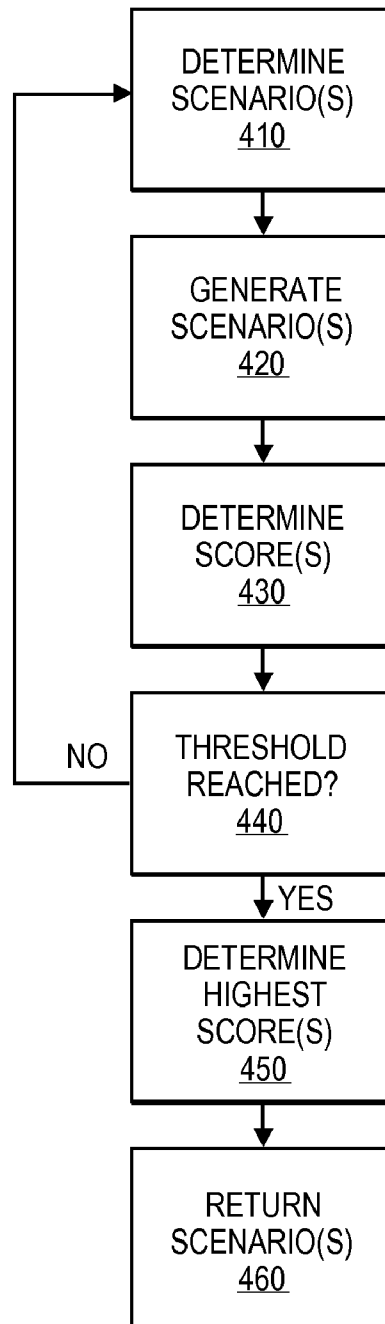 DETERMINE
SCENARIO(S)
410
GENERATE
SCENARIO(S)
420
DETERMINE
SCORE(S)
430
NO
THRESHOLD
REACHED?
440
YES
DETERMINE
HIGHEST
SCORE(S)
450
RETURN
SCENARIO(S)
460